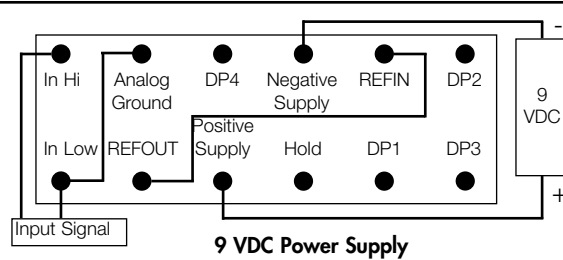 -
In Hi Analog Ground DP4 Negative Supply REFIN DP2
9 VDC
In Low REFOUT Positive Supply Hold DP1 DP3
+
Input Signal
9 VDC Power Supply